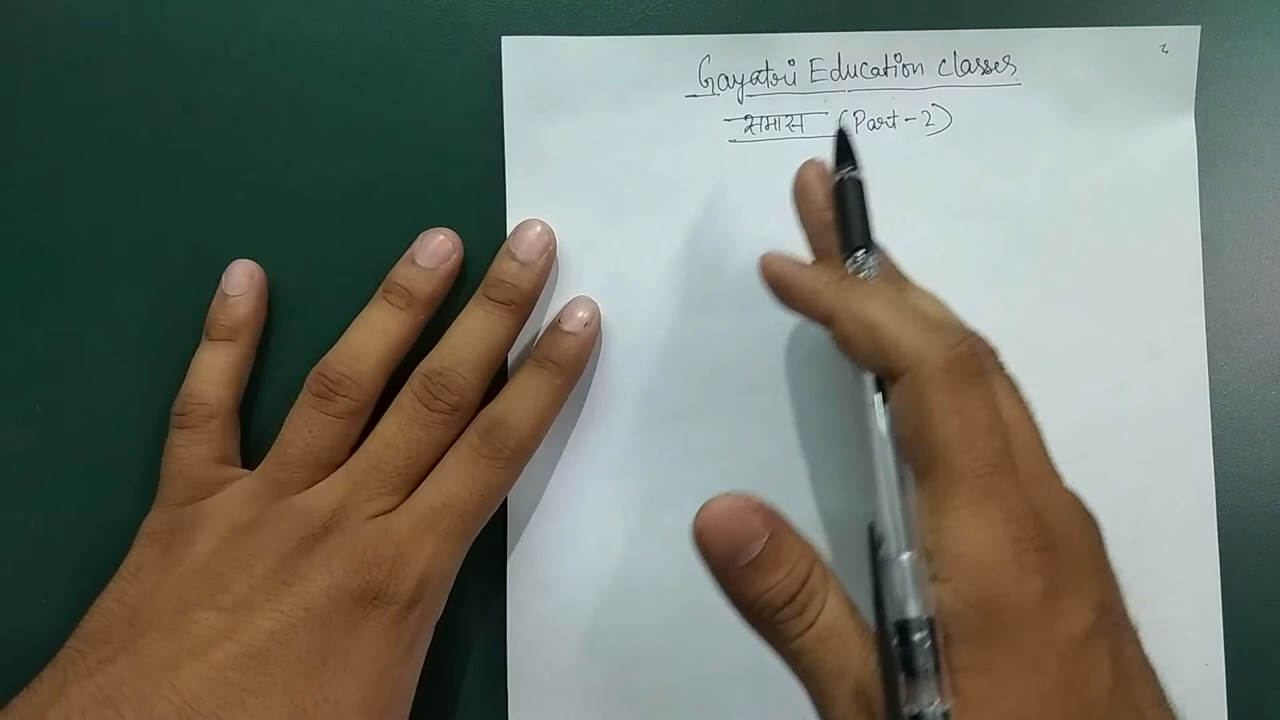 Gayatri Education classes
समास (Part-2)